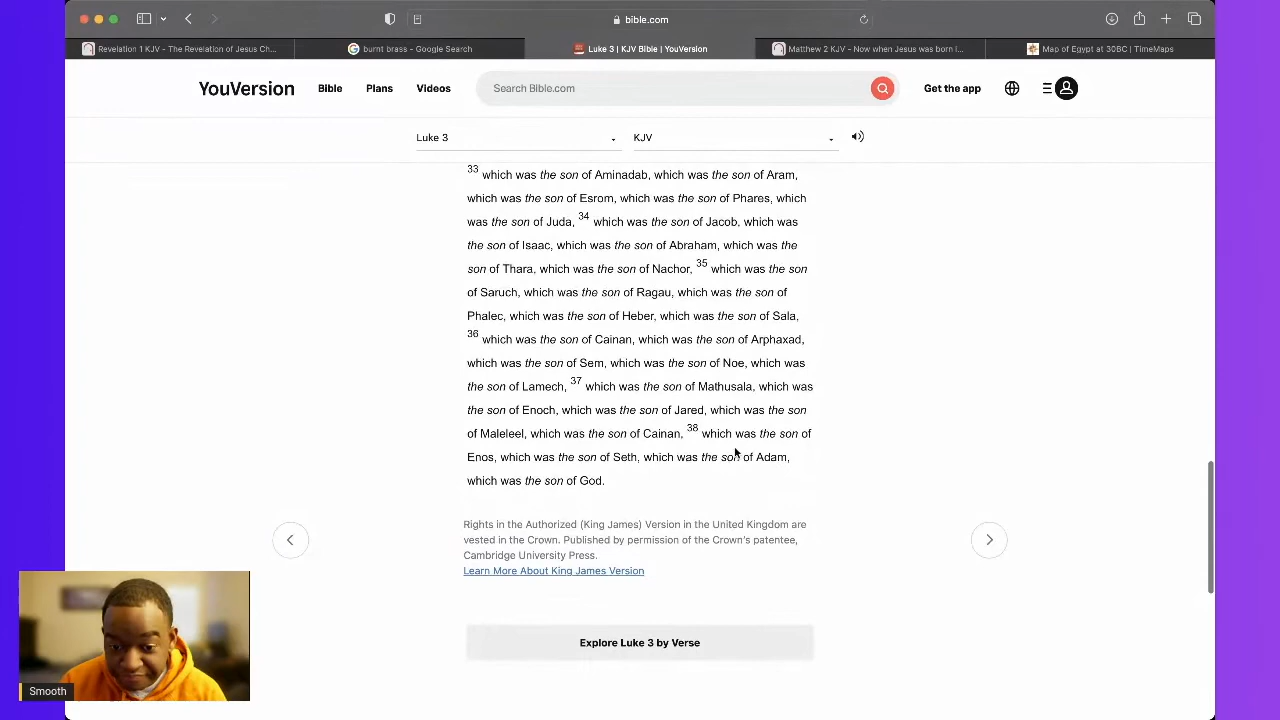 bible.com
Revelation 1 KJV - The Revelation of Jesus Ch...
burnt brass - Google Search
Luke 3 | KJV Bible | YouVersion
Matthew 2 KJV - Now when Jesus was born i...
Map of Egypt at 30BC | TimeMaps
YouVersion
Bible
Plans
Videos
Search Bible.com
Get the app
Luke 3
KJV
33 which was the son of Aminadab, which was the son of Aram,
which was the son of Esrom, which was the son of Phares, which
was the son of Juda, 34 which was the son of Jacob, which was
the son of Isaac, which was the son of Abraham, which was the
son of Thara, which was the son of Nachor, 35 which was the son
of Saruch, which was the son of Ragau, which was the son of
Phalec, which was the son of Heber, which was the son of Sala,
36 which was the son of Cainan, which was the son of Arphaxad,
which was the son of Sem, which was the son of Noe, which was
the son of Lamech, 37 which was the son of Mathusala, which was
the son of Enoch, which was the son of Jared, which was the son
of Maleleel, which was the son of Cainan, 38 which was the son of
Enos, which was the son of Seth, which was the son of Adam,
which was the son of God.
Rights in the Authorized (King James) Version in the United Kingdom are
vested in the Crown. Published by permission of the Crown's patentee,
Cambridge University Press.
Learn More About King James Version
Explore Luke 3 by Verse
Smooth